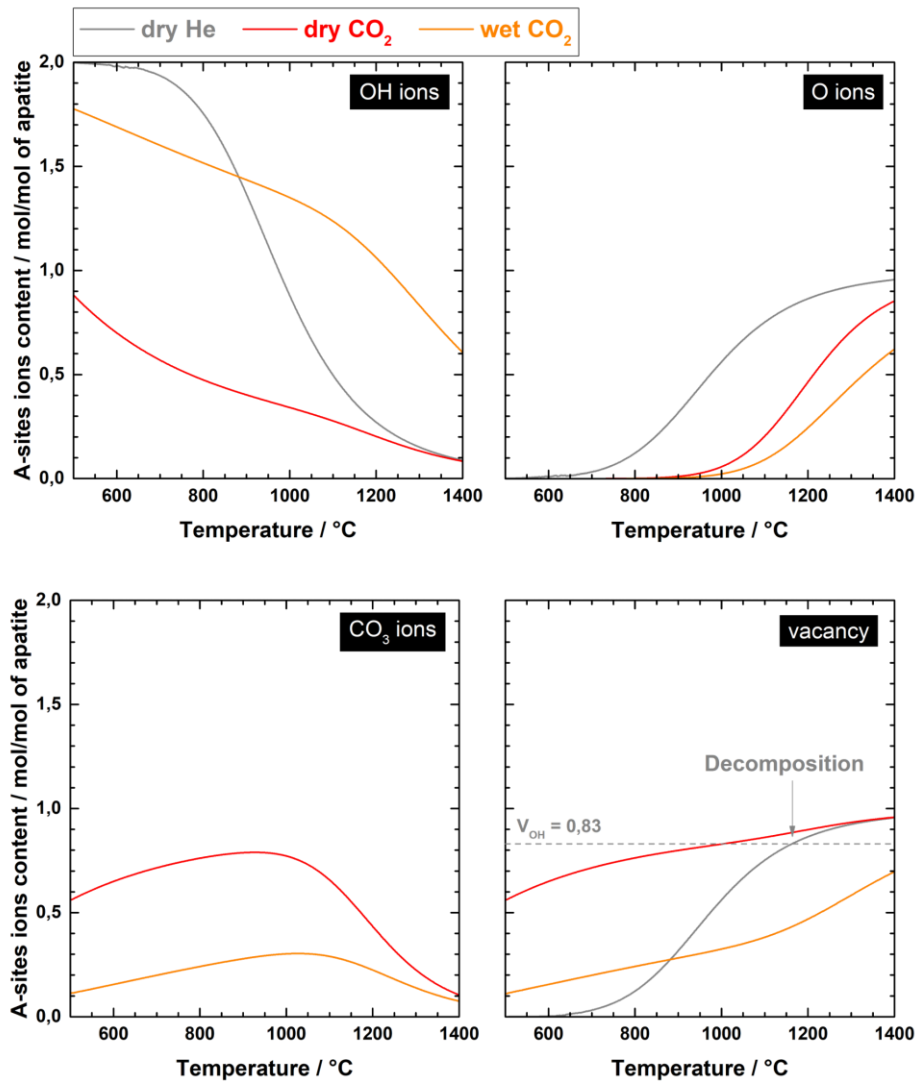 dry He dry CO₂ wet CO₂
OH ions
O ions
A-sites ions content / mol/mol of apatite
2,0
1,5
1,0
0,5
0,0
600 800 1000 1200 1400
600 800 1000 1200 1400
Temperature / °C
Temperature / °C
CO₃ ions
vacancy
A-sites ions content / mol/mol of apatite
2,0
1,5
1,0
0,5
0,0
Decomposition
V_OH = 0,83
600 800 1000 1200 1400
600 800 1000 1200 1400
Temperature / °C
Temperature / °C